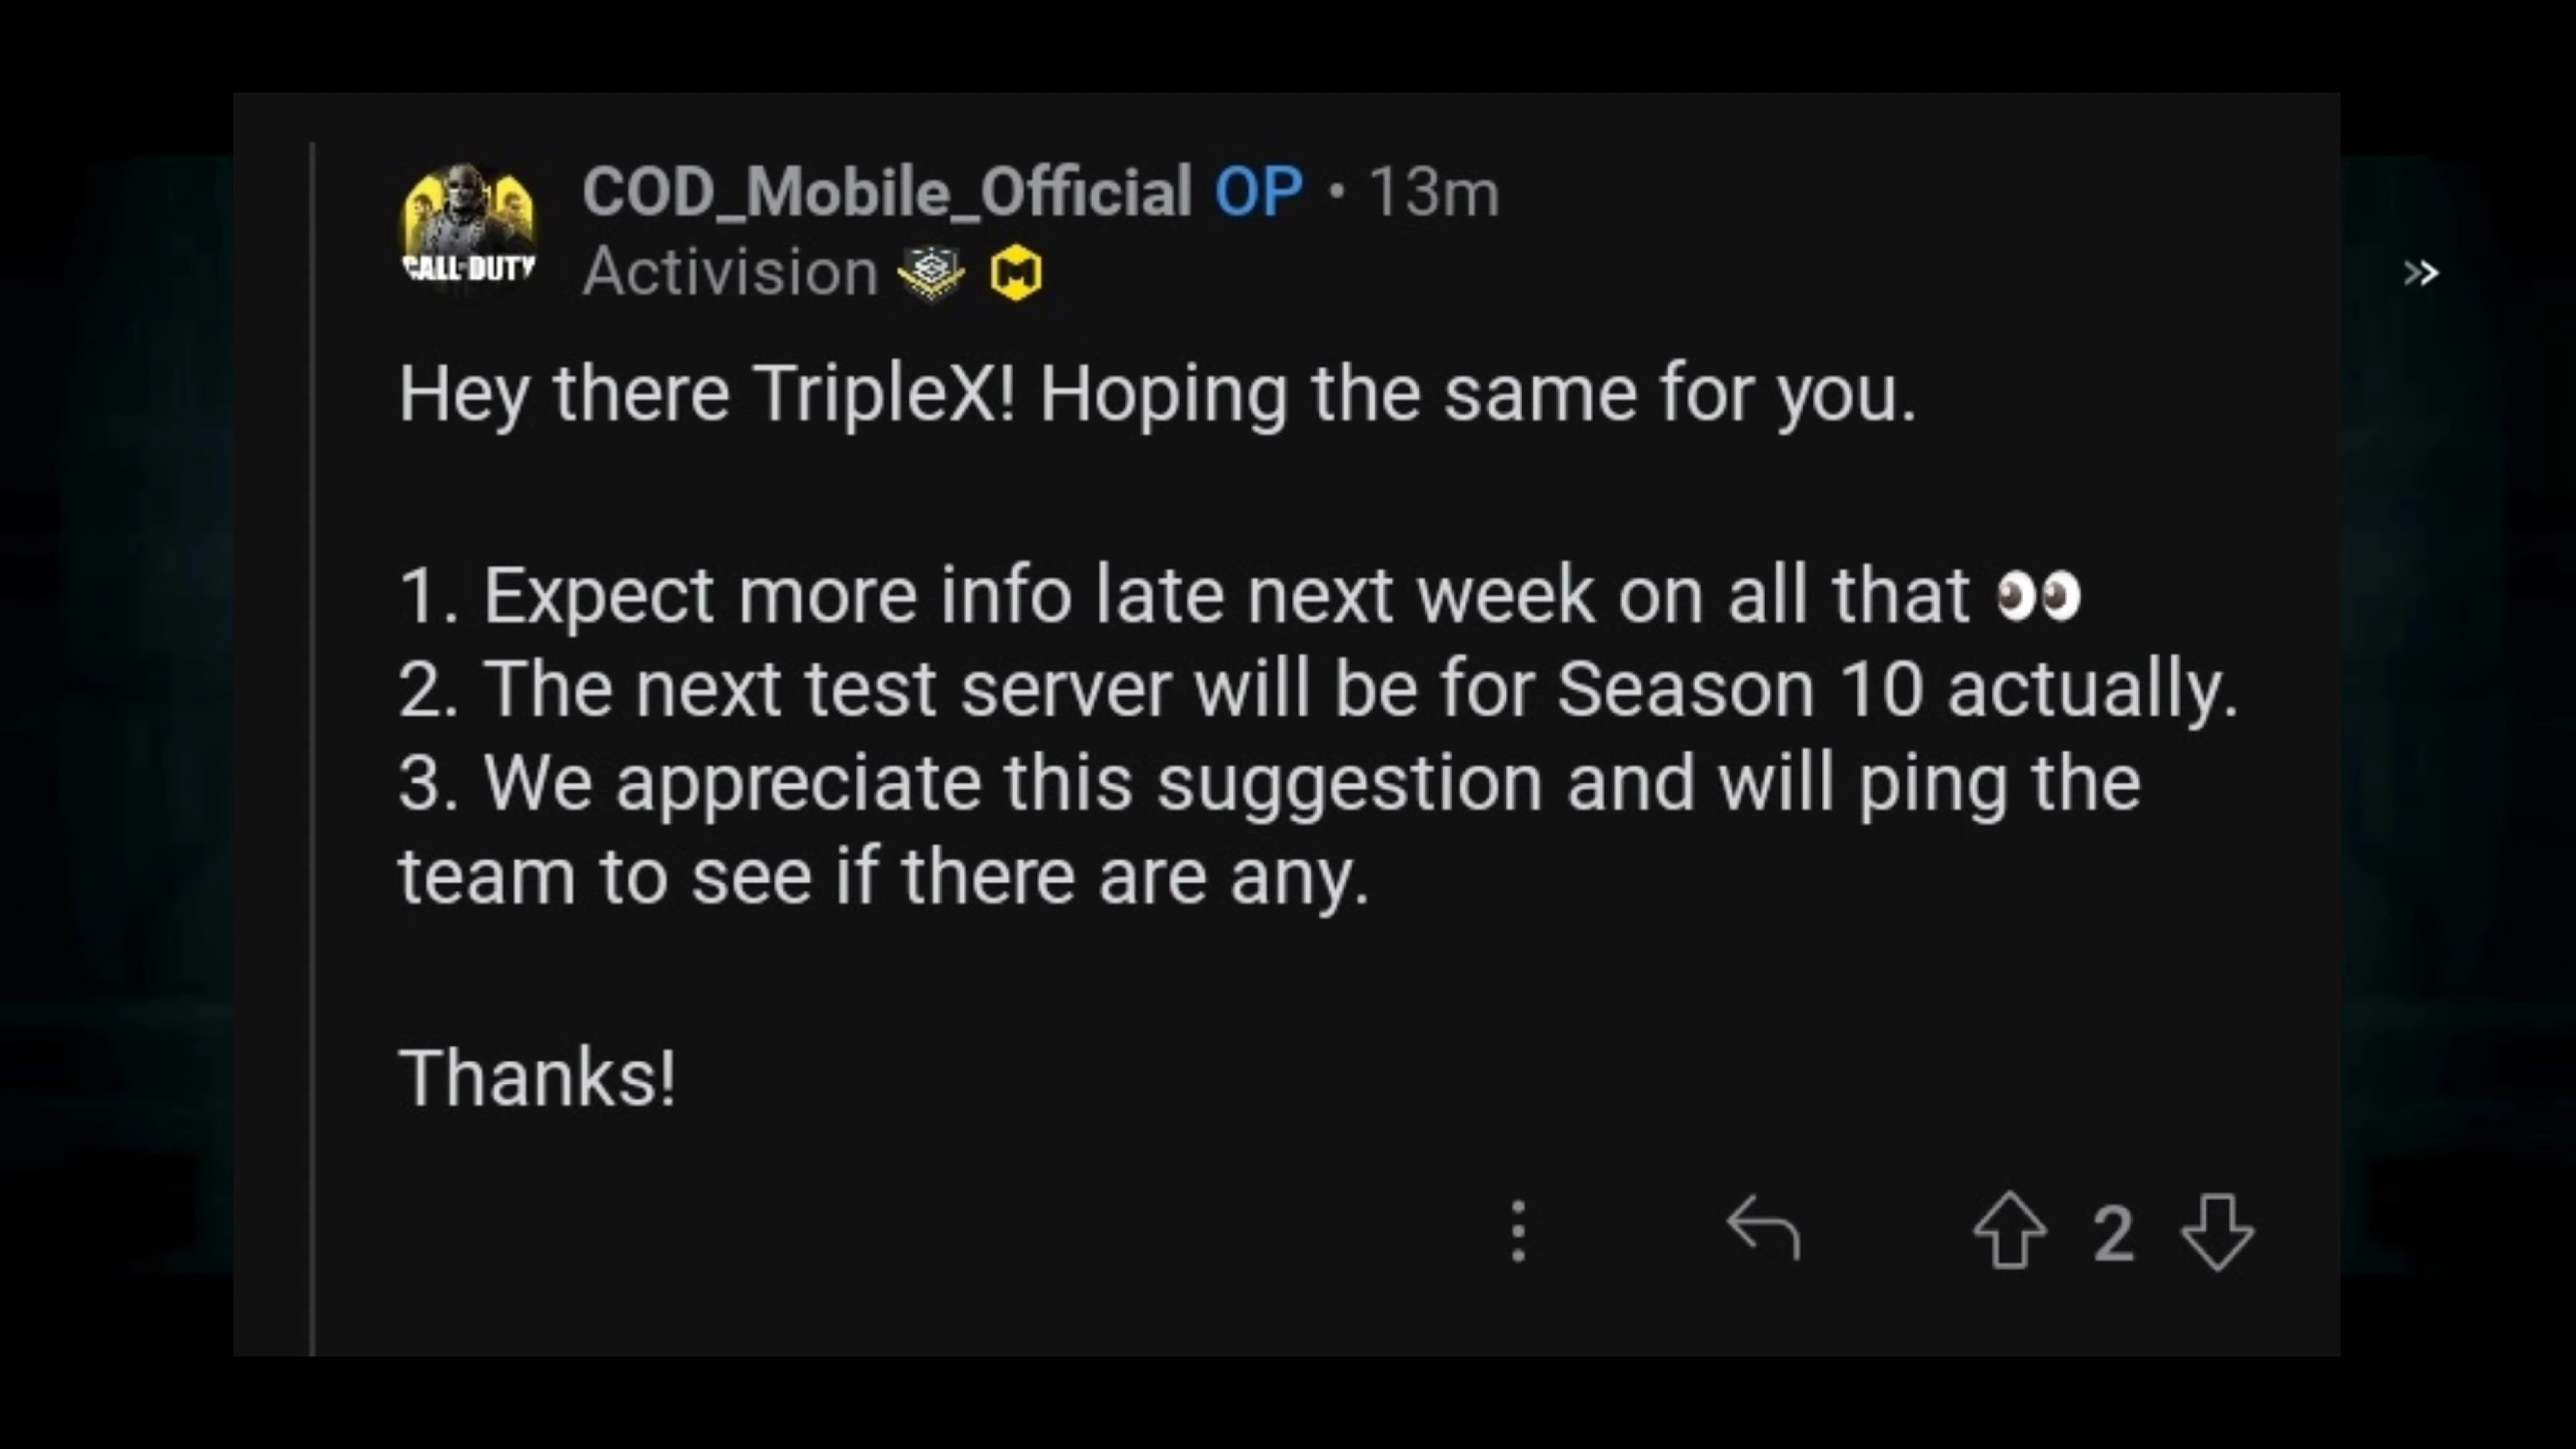 COD_Mobile_Official OP • 13m
Activision
CALL OF DUTY
Hey there TripleX! Hoping the same for you.
1. Expect more info late next week on all that 👀
2. The next test server will be for Season 10 actually.
3. We appreciate this suggestion and will ping the
team to see if there are any.
Thanks!
2